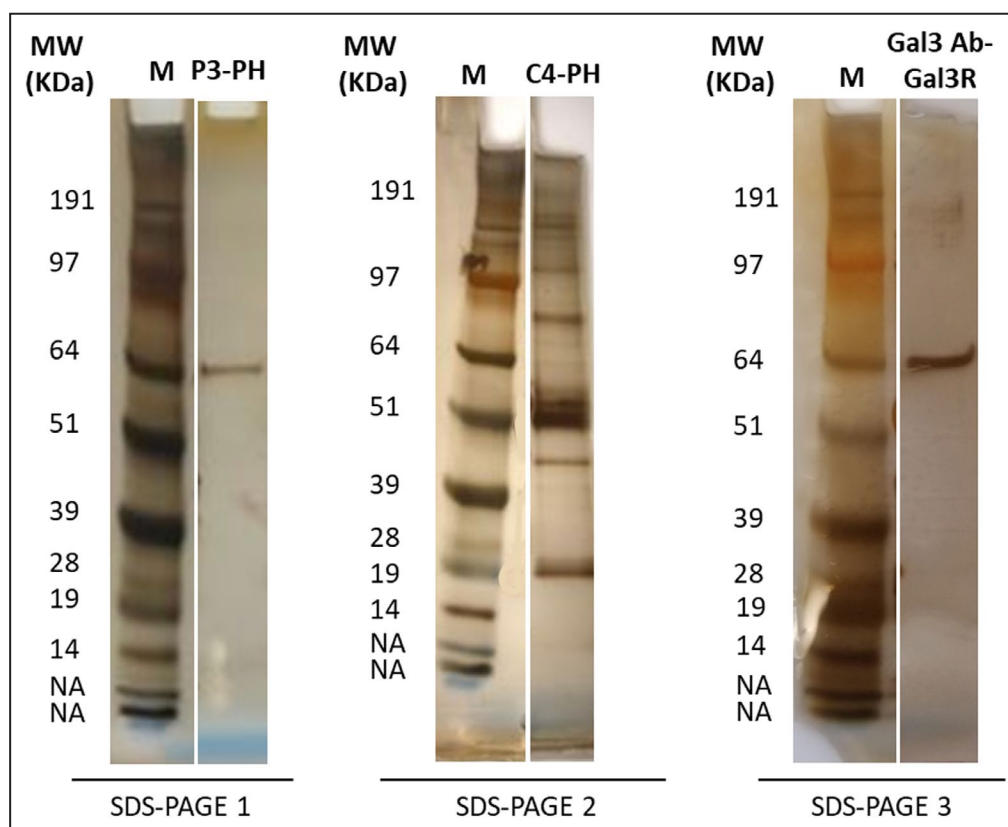 MW
(KDa)
M P3-PH
191
97
64
51
39
28
19
14
NA
NA
SDS-PAGE 1
MW
(KDa)
M C4-PH
191
97
64
51
39
28
19
14
NA
NA
SDS-PAGE 2
MW
(KDa)
M
Gal3 Ab-
Gal3R
191
97
64
51
39
28
19
14
NA
NA
SDS-PAGE 3